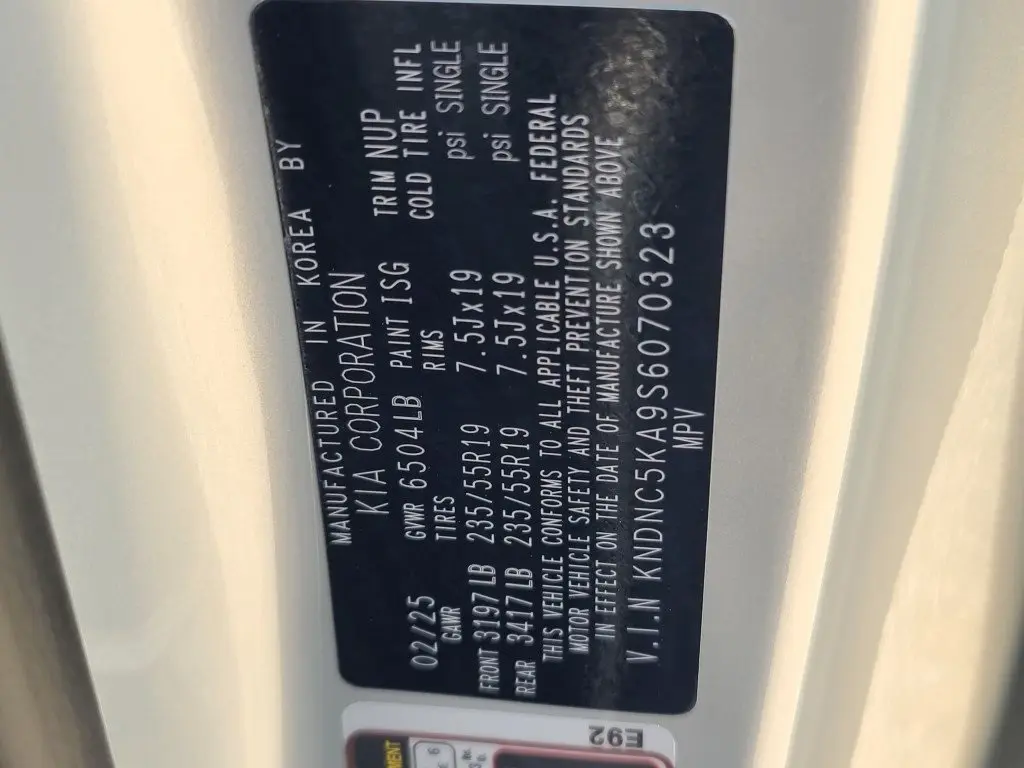 MANUFACTURED IN KOREA BY
KIA CORPORATION
02/25 GVWR 6504LB PAINT ISG TRIM NUP
GAWR TIRES RIMS COLD TIRE INFL
FRONT 3197LB 235/55R19 7.5Jx19 psi SINGLE
REAR 3417LB 235/55R19 7.5Jx19 psi SINGLE
THIS VEHICLE CONFORMS TO ALL APPLICABLE U.S.A. FEDERAL
MOTOR VEHICLE SAFETY AND THEFT PREVENTION STANDARDS
IN EFFECT ON THE DATE OF MANUFACTURE SHOWN ABOVE
V.I.N KNDNC5KA9S6070323
MPV
E92